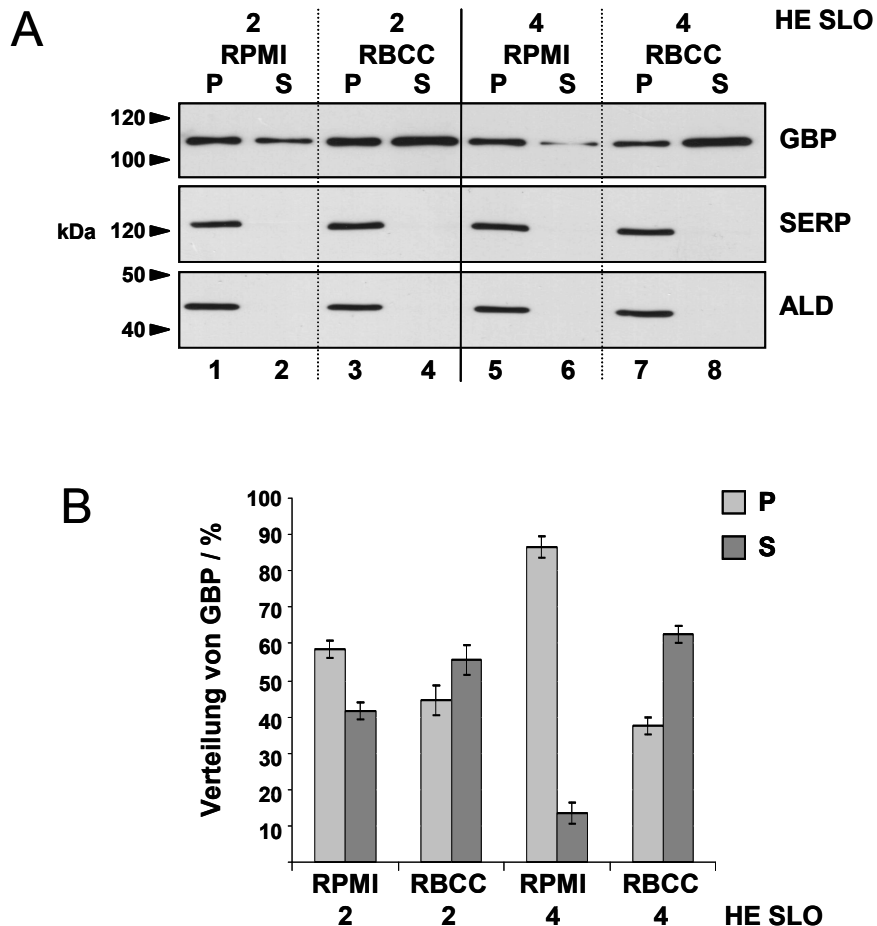 A
2 2 4 4 HE SLO
RPMI RBCC RPMI RBCC
P S P S P S P S
120
GBP
100
SERP
kDa 120
50
ALD
40
1 2 3 4 5 6 7 8
B
Verteilung von GBP / %
100
90
80
70
60
50
40
30
20
10
P
S
RPMI RBCC RPMI RBCC
2 2 4 4 HE SLO